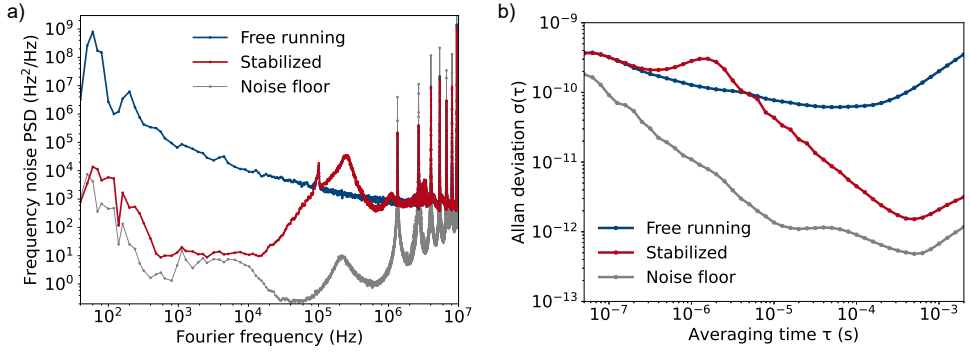 a)
Frequency noise PSD (Hz²/Hz)
10⁹
10⁸
10⁷
10⁶
10⁵
10⁴
10³
10²
10¹
10⁰
Free running
Stabilized
Noise floor
10² 10³ 10⁴ 10⁵ 10⁶ 10⁷
Fourier frequency (Hz)
b)
Allan deviation σ(τ)
10⁻⁹
10⁻¹⁰
10⁻¹¹
10⁻¹²
10⁻¹³
Free running
Stabilized
Noise floor
10⁻⁷ 10⁻⁶ 10⁻⁵ 10⁻⁴ 10⁻³
Averaging time τ (s)